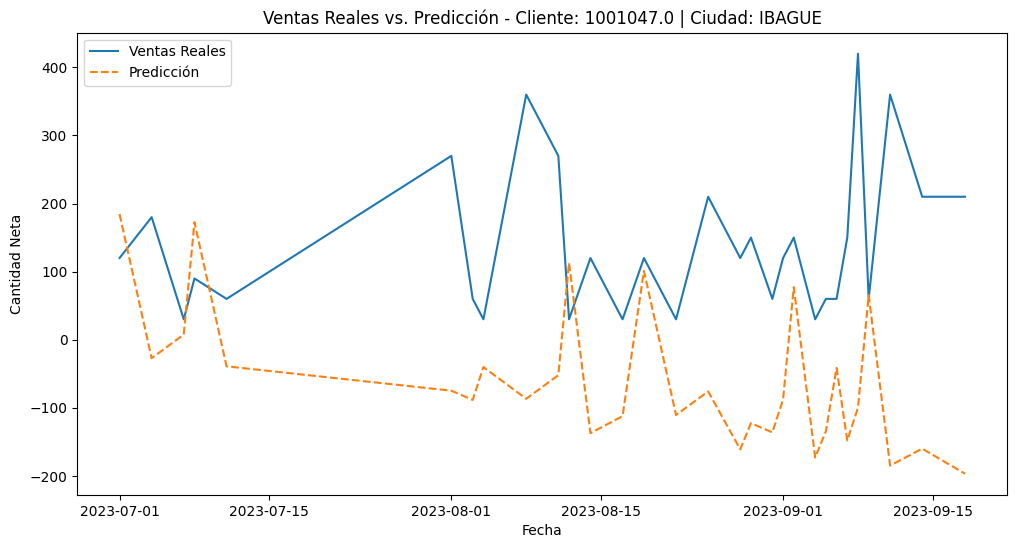 Ventas Reales vs. Predicción - Cliente: 1001047.0 | Ciudad: IBAGUE
Ventas Reales
Predicción
Cantidad Neta
400
300
200
100
0
−100
−200
2023-07-01
2023-07-15
2023-08-01
2023-08-15
2023-09-01
2023-09-15
Fecha